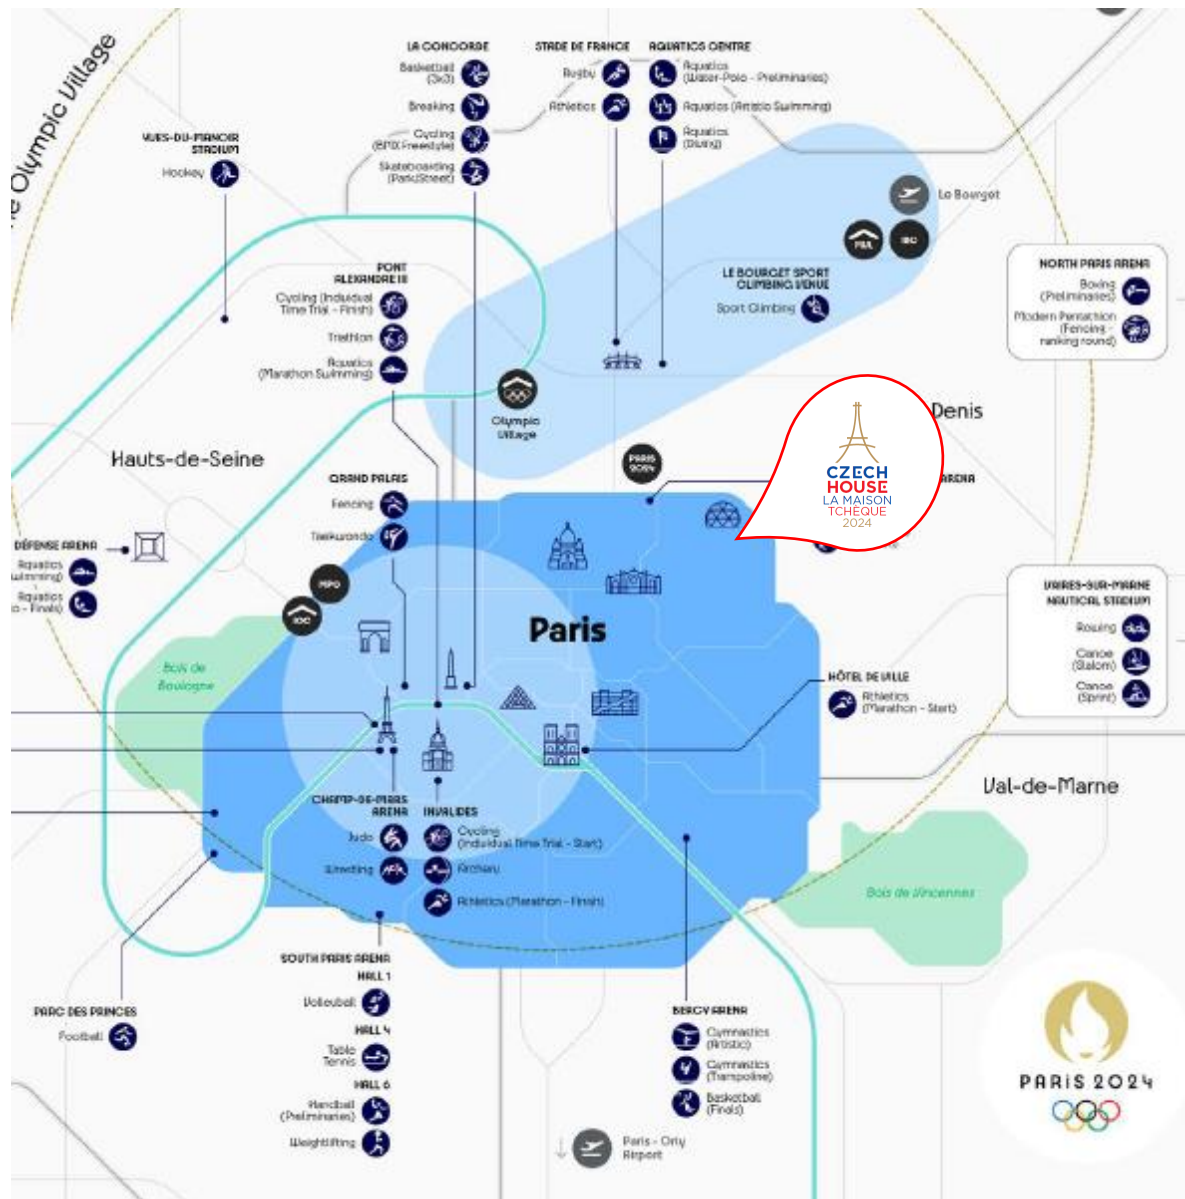 Olympic Village
YVES-DU-MANOIR
STADIUM
Hockey
LA CONCORDE
Basketball
(3x3)
Breaking
Cycling
(BMX Freestyle)
Skateboarding
(Park/Street)
STADE DE FRANCE
Rugby
Athletics
AQUATICS CENTRE
Aquatics
(Water-Polo - Preliminaries)
Aquatics (Artistic Swimming)
Aquatics
(Diving)
Le Bourget
IBC
LE BOURGET SPORT
CLIMBING VENUE
Sport Climbing
NORTH PARIS ARENA
Boxing
(Preliminaries)
Modern Pentathlon
(Fencing -
ranking round)
PONT
ALEXANDRE III
Cycling (Individual
Time Trial - Finish)
Triathlon
Aquatics
(Marathon Swimming)
Olympic
Village
Denis
Hauts-de-Seine
PARIS
2024
CZECH
HOUSE
LA MAISON
TCHÈQUE
2024
ARENA
GRAND PALAIS
Fencing
Taekwondo
DÉFENSE ARENA
Aquatics
Aquatics
- Finals)
MPC
IOC
Paris
Bois de
Boulogne
VAIRES-SUR-MARNE
NAUTICAL STADIUM
Rowing
Canoe
(Slalom)
Canoe
(Sprint)
HÔTEL DE VILLE
Athletics
(Marathon - Start)
Val-de-Marne
CHAMP-DE-MARS
ARENA
Judo
Wrestling
INVALIDES
Cycling
(Individual Time Trial - Start)
Archery
Athletics (Marathon - Finish)
Bois de Vincennes
SOUTH PARIS ARENA
HALL 1
Volleyball
HALL 4
Table
Tennis
HALL 6
Handball
(Preliminaries)
Weightlifting
PARC DES PRINCES
Football
BERCY ARENA
Gymnastics
(Artistic)
Gymnastics
(Trampoline)
Basketball
(Finals)
Paris - Orly
Airport
PARIS 2024